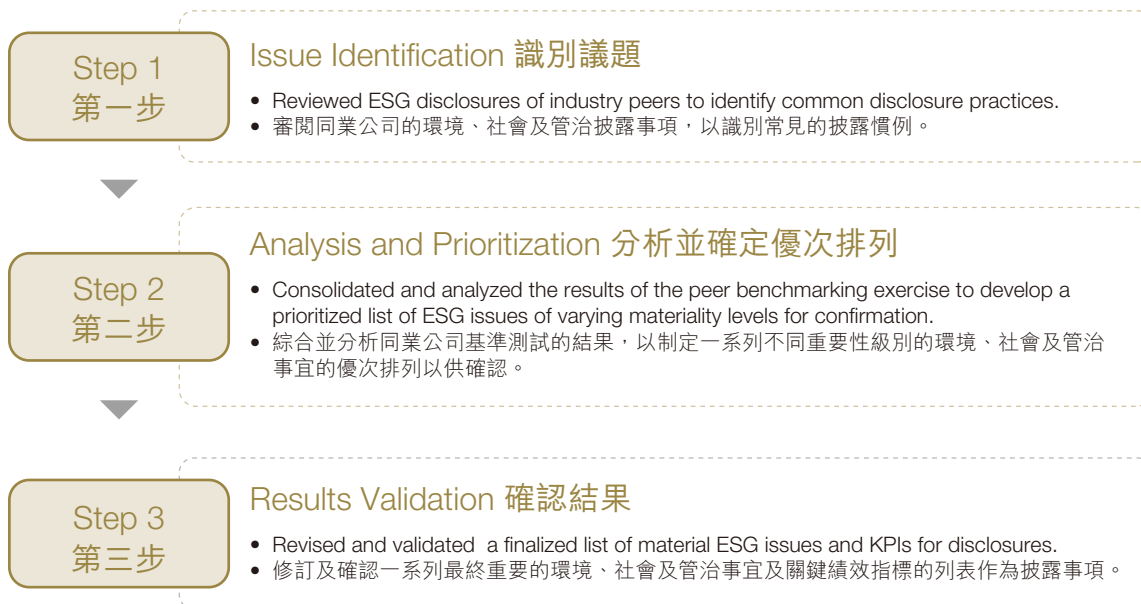 Step 1
第一步
Issue Identification 識別議題
• Reviewed ESG disclosures of industry peers to identify common disclosure practices.
• 審閱同業公司的環境、社會及管治披露事項，以識別常見的披露慣例。
Step 2
第二步
Analysis and Prioritization 分析並確定優次排列
• Consolidated and analyzed the results of the peer benchmarking exercise to develop a
prioritized list of ESG issues of varying materiality levels for confirmation.
• 綜合並分析同業公司基準測試的結果，以制定一系列不同重要性級別的環境、社會及管治
事宜的優次排列以供確認。
Step 3
第三步
Results Validation 確認結果
• Revised and validated a finalized list of material ESG issues and KPIs for disclosures.
• 修訂及確認一系列最終重要的環境、社會及管治事宜及關鍵績效指標的列表作為披露事項。